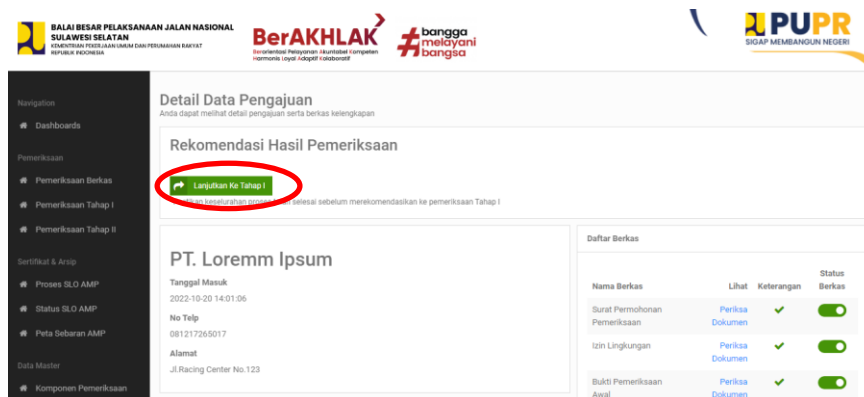 BALAI BESAR PELAKSANAAN JALAN NASIONAL
SULAWESI SELATAN
KEMENTERIAN PEKERJAAN UMUM DAN PERUMAHAN RAKYAT
REPUBLIK INDONESIA
BerAKHLAK
Berorientasi Pelayanan Akuntabel Kompeten
Harmonis Loyal Adaptif Kolaboratif
# bangga
melayani
bangsa
PUPR
SIGAP MEMBANGUN NEGERI
Navigation
Dashboards
Pemeriksaan
Pemeriksaan Berkas
Pemeriksaan Tahap I
Pemeriksaan Tahap II
Sertifikat & Arsip
Proses SLO AMP
Status SLO AMP
Peta Sebaran AMP
Data Master
Komponen Pemeriksaan
Detail Data Pengajuan
Anda dapat melihat detail pengajuan serta berkas kelengkapan
Rekomendasi Hasil Pemeriksaan
Lanjutkan Ke Tahap I
keseluruhan proses selesai sebelum merekomendasikan ke pemeriksaan Tahap I
PT. Loremm Ipsum
Tanggal Masuk
2022-10-20 14:01:06
No Telp
081217265017
Alamat
Jl.Racing Center No.123
Daftar Berkas
Nama Berkas Lihat Keterangan Status Berkas
Surat Permohonan Pemeriksaan Periksa Dokumen
Izin Lingkungan Periksa Dokumen
Bukti Pemeriksaan Awal Periksa Dokumen